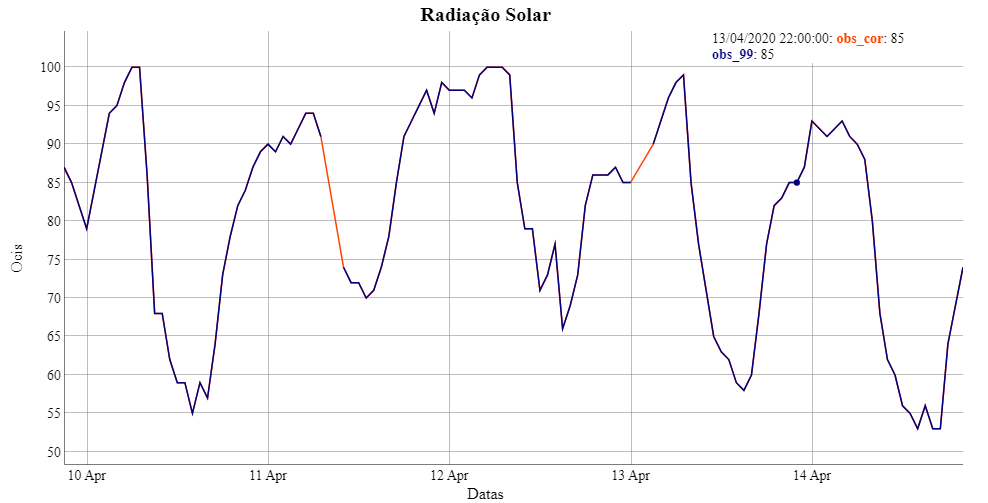 Radiação Solar
13/04/2020 22:00:00: obs_cor: 85
obs_99: 85
100
95
90
85
80
75
70
65
60
55
50
Ocis
10 Apr 11 Apr 12 Apr 13 Apr 14 Apr
Datas